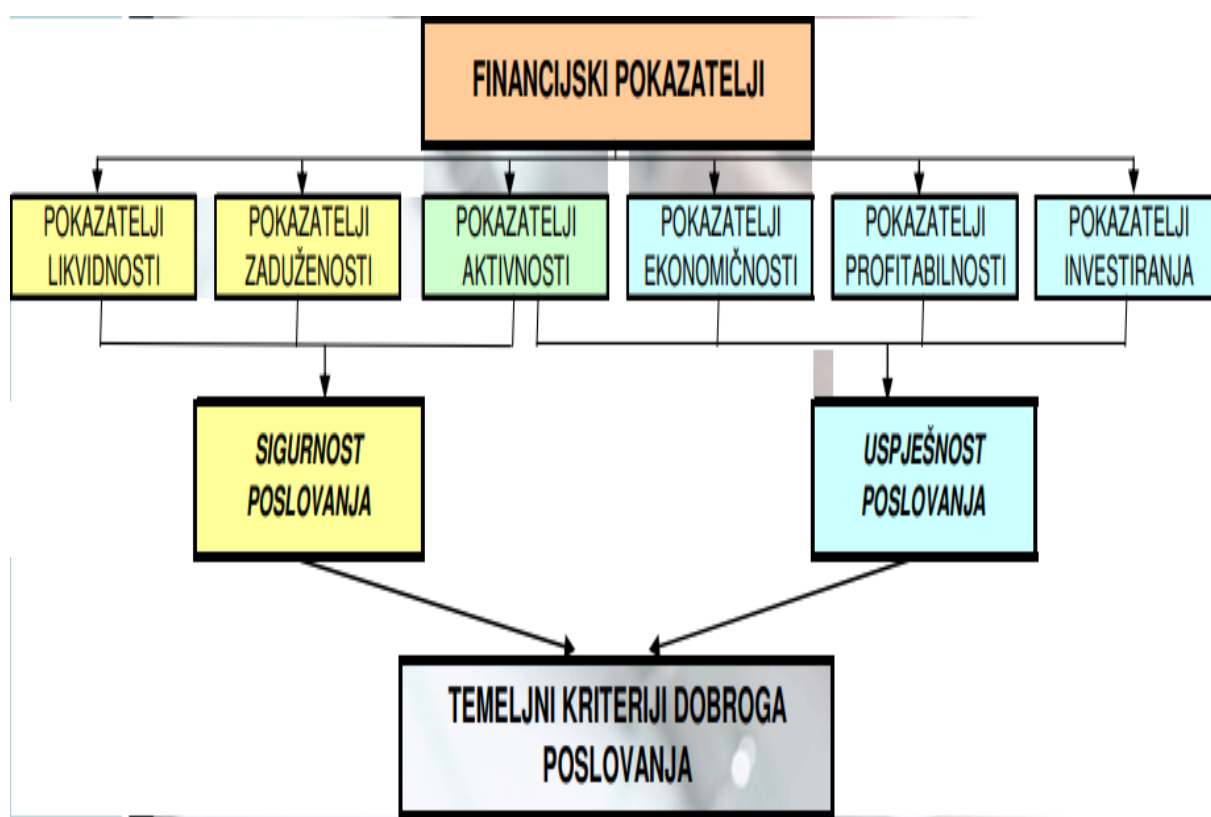 FINANCIJSKI POKAZATELJI
POKAZATELJI
LIKVIDNOSTI
POKAZATELJI
ZADUŽENOSTI
POKAZATELJI
AKTIVNOSTI
POKAZATELJI
EKONOMIČNOSTI
POKAZATELJI
PROFITABILNOSTI
POKAZATELJI
INVESTIRANJA
SIGURNOST
POSLOVANJA
USPJEŠNOST
POSLOVANJA
TEMELJNI KRITERIJI DOBROGA
POSLOVANJA